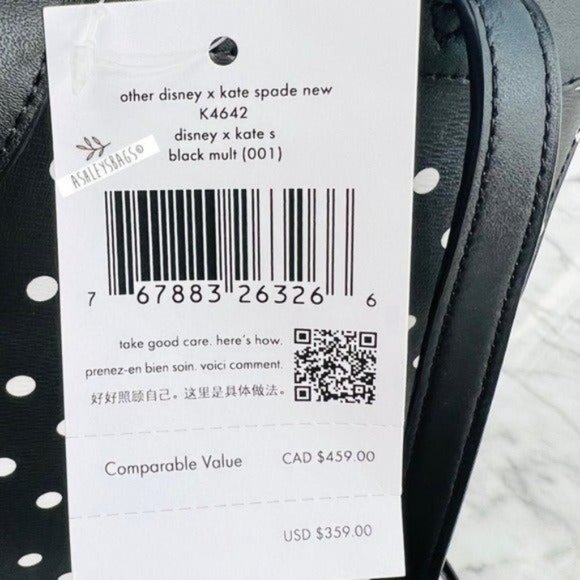 other disney x kate spade new
K4642
disney x kate s
black mult (001)
ASHLEYSBAGS©
7 67883 26326 6
take good care. here's how.
prenez-en bien soin. voici comment.
好好照顾自己。这里是具体做法。
Comparable Value CAD $459.00
USD $359.00